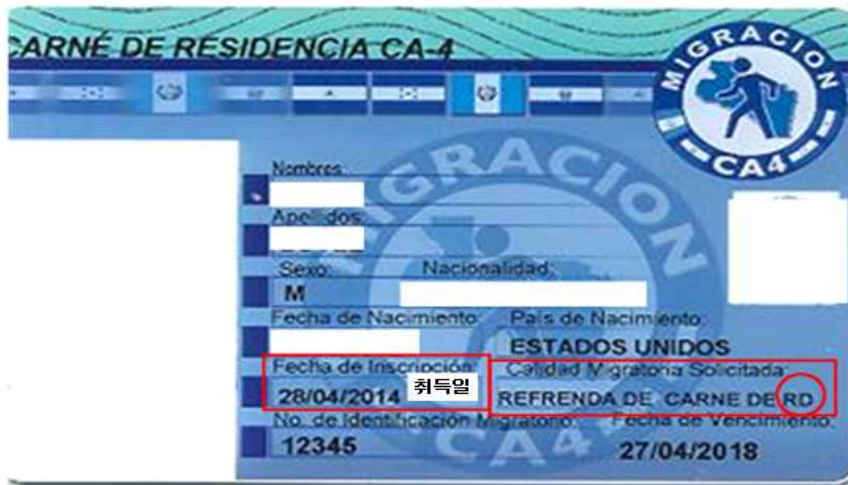 CARNÉ DE RESIDENCIA CA-4
MIGRACION
CA4
Nombres:
Apellidos:
Sexo: Nacionalidad:
M
Fecha de Nacimiento: País de Nacimiento:
ESTADOS UNIDOS
Fecha de Inscripción: Calidad Migratoria Solicitada:
28/04/2014 취득일 REFRENDA DE CARNE DE RD
No. de Identificación Migratorio: Fecha de Vencimiento:
12345 27/04/2018
MIGRACION
CA4